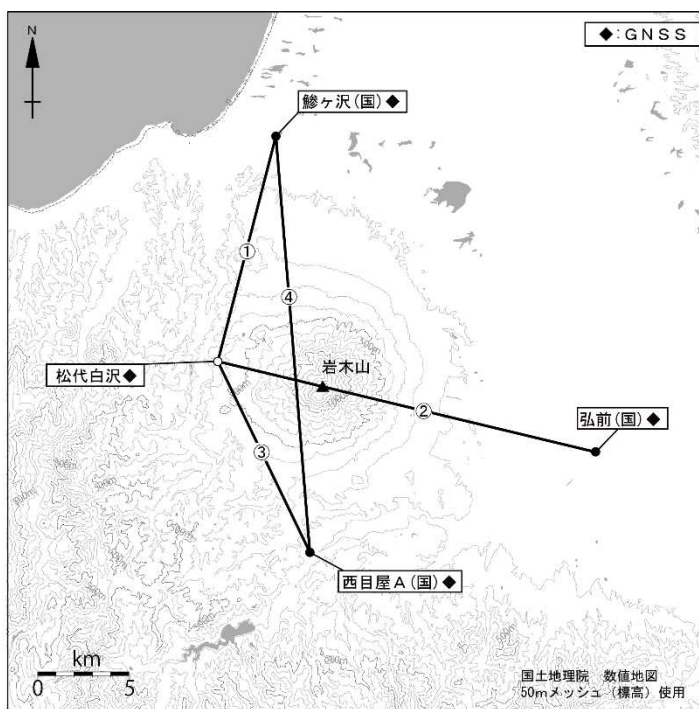 N
◆:GNSS
鰺ヶ沢(国)◆
①
④
松代白沢◆
岩木山
500m
②
弘前(国)◆
③
西目屋A(国)◆
km
0 5
国土地理院 数値地図
50mメッシュ(標高)使用